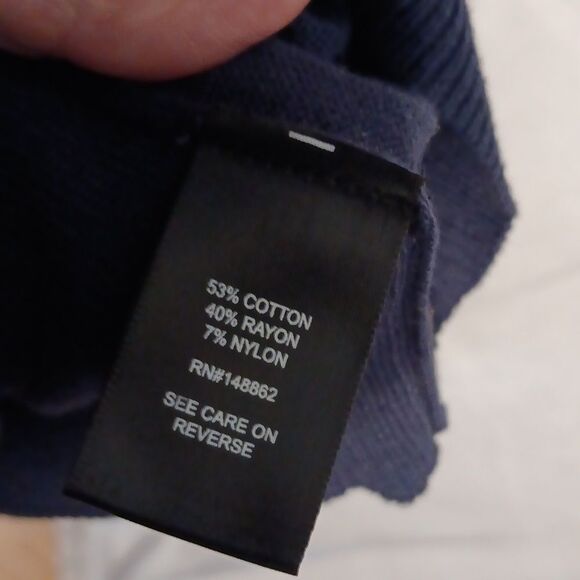 53% COTTON
40% RAYON
7% NYLON
RN#148862
SEE CARE ON
REVERSE